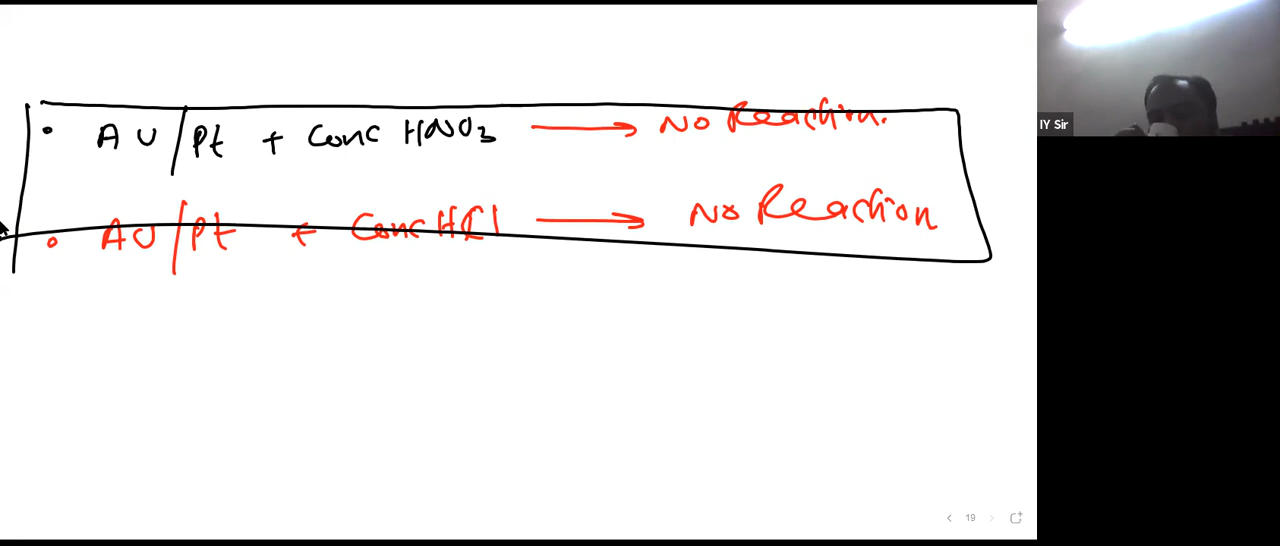 • AU/Pt + Conc HNO3 → No Reaction.
IY Sir
• AU/Pt + Conc HCl → No Reaction
19